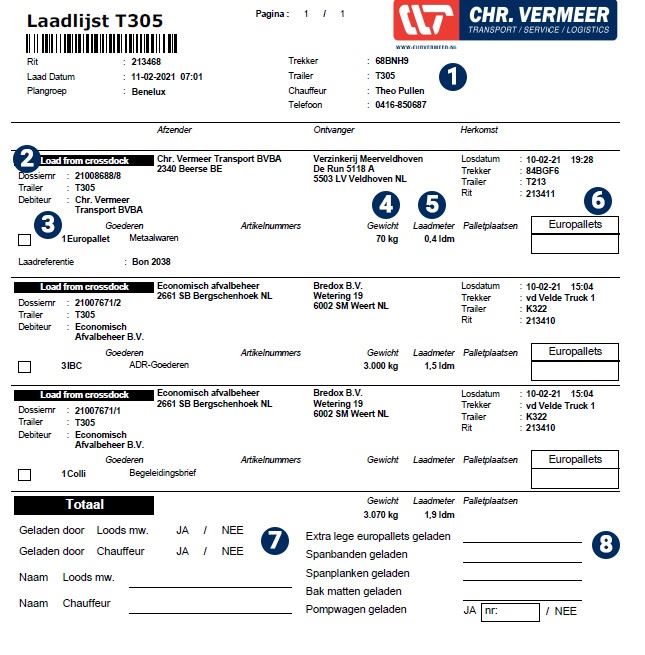 Laadlijst T305
Pagina : 1 / 1
CHR. VERMEER
TRANSPORT / SERVICE / LOGISTICS
Rit : 213468
Laad Datum : 11-02-2021 07:01
Plangroep : Benelux
Trekker : 68BNH9
Trailer : T305
Chauffeur : Theo Pullen
Telefoon : 0416-850687
1
Afzender Ontvanger Herkomst
2
Load from crossdock
Dossiernr : 21008688/8
Trailer : T305
Debiteur : Chr. Vermeer
Transport BVBA
Chr. Vermeer Transport BVBA
2340 Beerse BE
Verzinkerij Meerveldhoven
De Run 5118 A
5503 LV Veldhoven NL
Losdatum : 10-02-21 19:28
Trekker : 84BGF6
Trailer : T213
Rit : 213411
3 4 5 6
Goederen Artikelnummers Gewicht Laadmeter Palletplaatsen Europallets
1 Europallet Metaalwaren 70 kg 0,4 ldm
Laadreferentie : Bon 2038
Load from crossdock
Dossiernr : 21007671/2
Trailer : T305
Debiteur : Economisch
Afvalbeheer B.V.
Economisch afvalbeheer
2661 SB Bergschenhoek NL
Bredox B.V.
Wetering 19
6002 SM Weert NL
Losdatum : 10-02-21 15:04
Trekker : vd Velde Truck 1
Trailer : K322
Rit : 213410
Goederen Artikelnummers Gewicht Laadmeter Palletplaatsen Europallets
3 IBC ADR-Goederen 3.000 kg 1,5 ldm
Load from crossdock
Dossiernr : 21007671/1
Trailer : T305
Debiteur : Economisch
Afvalbeheer B.V.
Economisch afvalbeheer
2661 SB Bergschenhoek NL
Bredox B.V.
Wetering 19
6002 SM Weert NL
Losdatum : 10-02-21 15:04
Trekker : vd Velde Truck 1
Trailer : K322
Rit : 213410
Goederen Artikelnummers Gewicht Laadmeter Palletplaatsen Europallets
1 Colli Begeleidingsbrief
Totaal Gewicht Laadmeter Palletplaatsen
3.070 kg 1,9 ldm
Geladen door Loods mw. JA / NEE
Geladen door Chauffeur JA / NEE
Naam Loods mw.
Naam Chauffeur
7
Extra lege europallets geladen
Spanbanden geladen
Spanplanken geladen
Bak matten geladen
Pompwagen geladen JA nr: / NEE
8